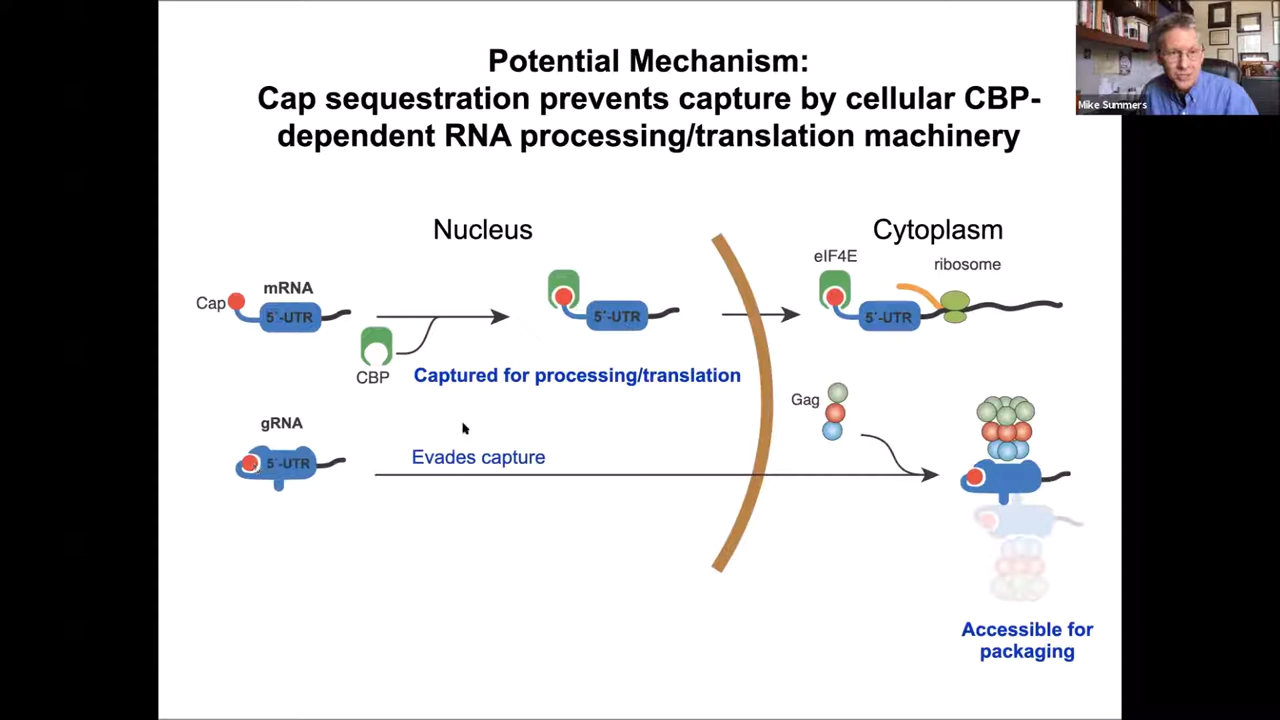 Potential Mechanism:
Cap sequestration prevents capture by cellular CBP-
dependent RNA processing/translation machinery
Mike Summers
Nucleus
Cytoplasm
eIF4E
ribosome
Cap
mRNA
5´-UTR
5´-UTR
5´-UTR
CBP
Captured for processing/translation
Gag
gRNA
5´-UTR
Evades capture
Accessible for
packaging